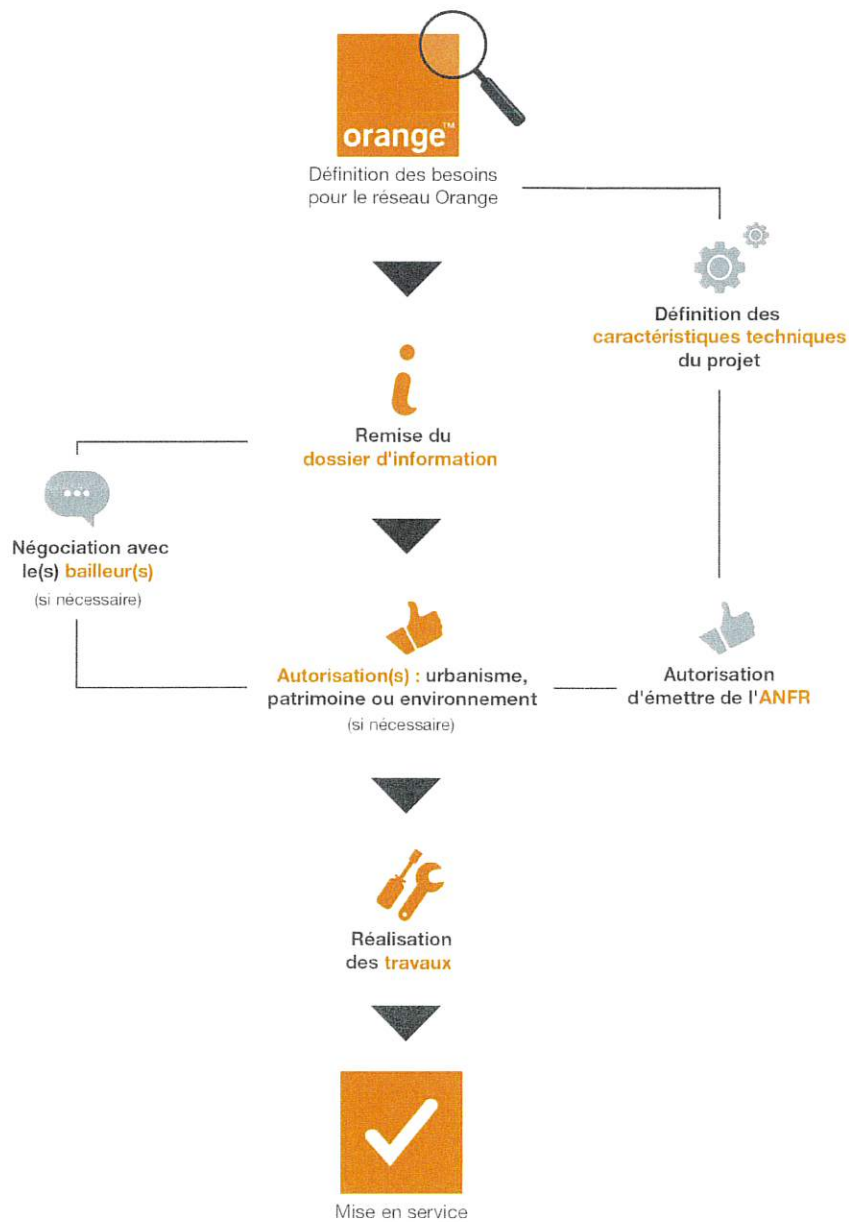 orange™
Définition des besoins
pour le réseau Orange
Définition des
caractéristiques techniques
du projet
Remise du
dossier d'information
Négociation avec
le(s) bailleur(s)
(si nécessaire)
Autorisation(s) : urbanisme,
patrimoine ou environnement
(si nécessaire)
Autorisation
d'émettre de l'ANFR
Réalisation
des travaux
Mise en service